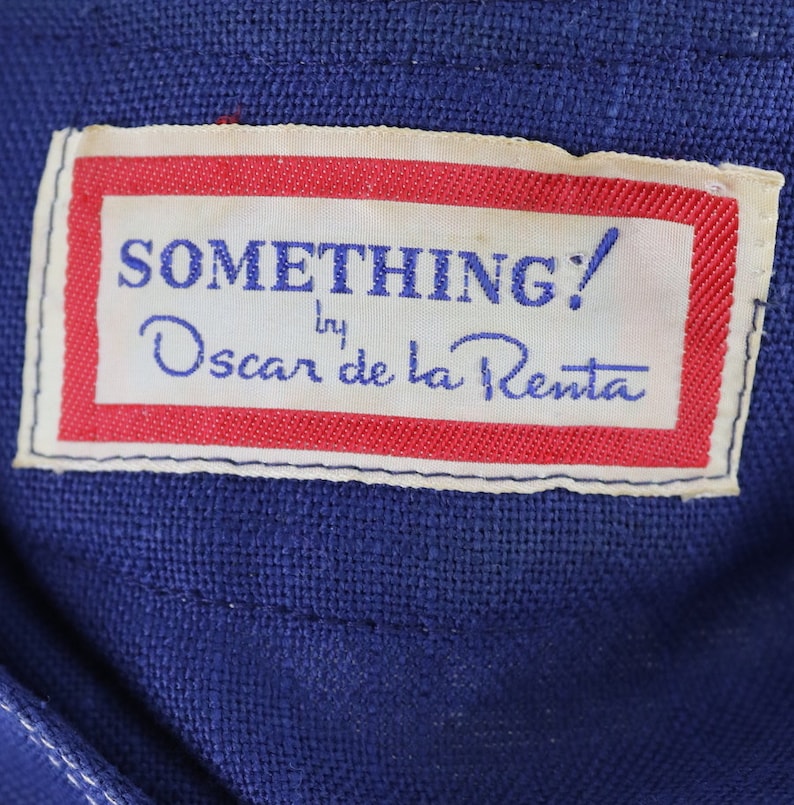 SOMETHING!
by
Oscar de la Renta